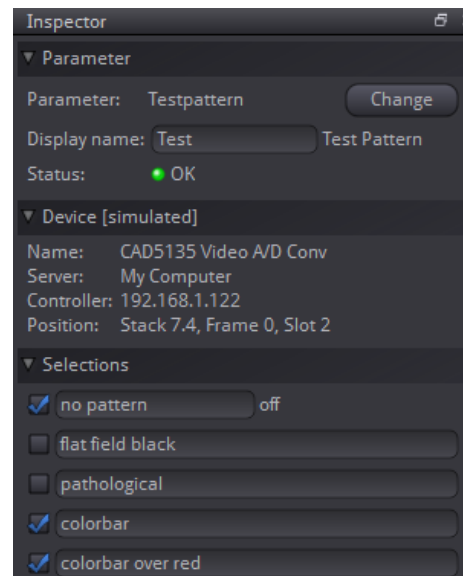 Inspector
Parameter
Parameter: Testpattern Change
Display name: Test Test Pattern
Status: OK
Device [simulated]
Name: CAD5135 Video A/D Conv
Server: My Computer
Controller: 192.168.1.122
Position: Stack 7.4, Frame 0, Slot 2
Selections
no pattern off
flat field black
pathological
colorbar
colorbar over red